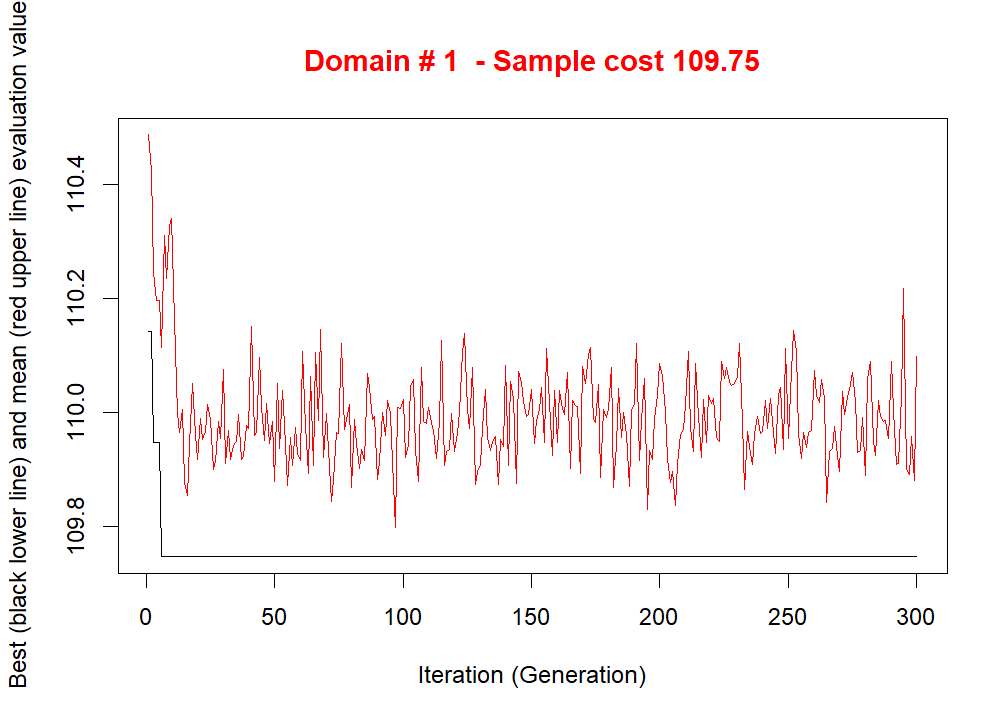 Domain # 1  - Sample cost 109.75
Best (black lower line) and mean (red upper line) evaluation value
110.4
110.2
110.0
109.8
0 50 100 150 200 250 300
Iteration (Generation)